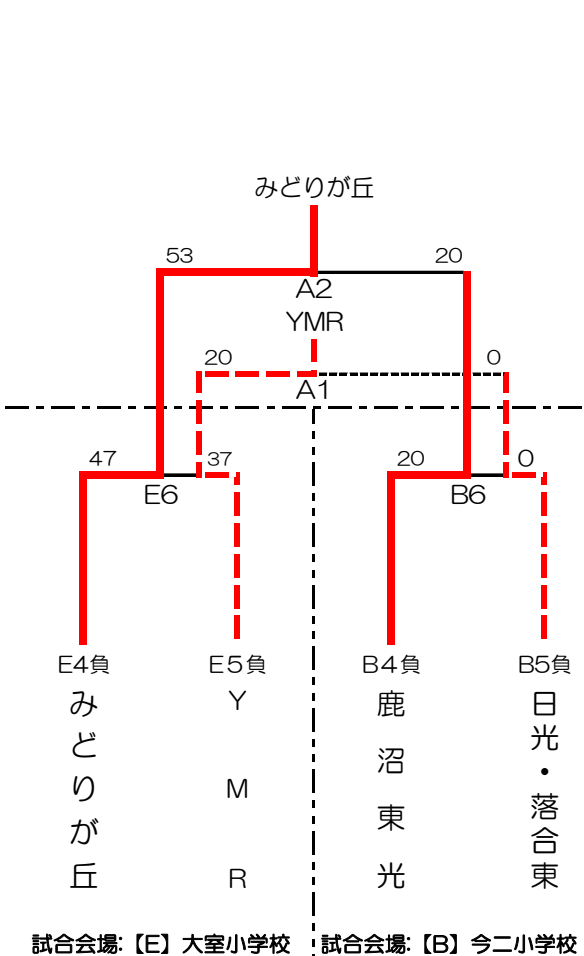 みどりが丘
53 20
A2
YMR
20 0
A1
47 37 20 0
E6 B6
E4負 E5負 B4負 B5負
みどりが丘
YMR
鹿沼東光
日光・落合東
試合会場:【E】大室小学校 試合会場:【B】今二小学校